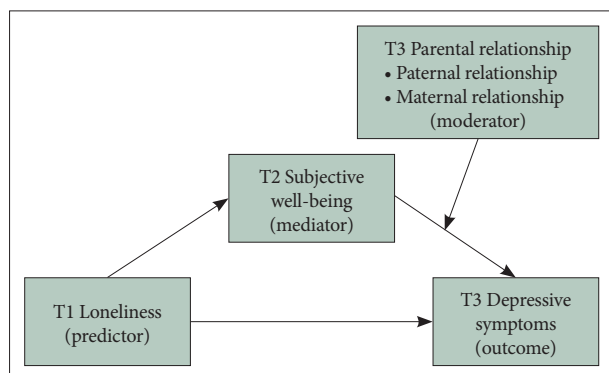 T3 Parental relationship
• Paternal relationship
• Maternal relationship
(moderator)
T2 Subjective
well-being
(mediator)
T1 Loneliness
(predictor)
T3 Depressive
symptoms
(outcome)